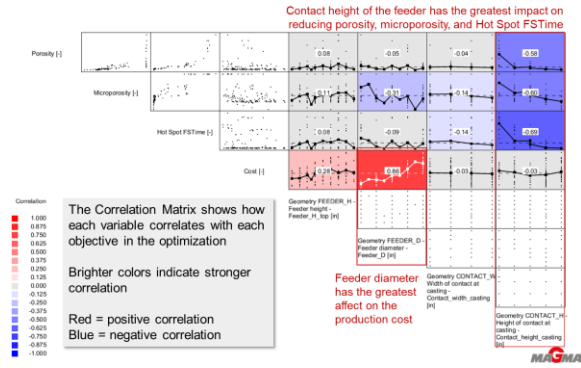 Contact height of the feeder has the greatest impact on
reducing porosity, microporosity, and Hot Spot FSTime
Porosity [-]
0.08
-0.05
-0.04
-0.58
Microporosity [-]
0.11
-0.31
-0.14
-0.60
Hot Spot FSTime [-]
0.08
-0.09
-0.14
-0.69
Cost [-]
0.28
0.86
-0.03
-0.03
Correlation
1.000
0.875
0.750
0.625
0.500
0.375
0.250
0.125
0.000
-0.125
-0.250
-0.375
-0.500
-0.625
-0.750
-0.875
-1.000
The Correlation Matrix shows how
each variable correlates with each
objective in the optimization
Brighter colors indicate stronger
correlation
Red = positive correlation
Blue = negative correlation
Geometry FEEDER_H -
Feeder height -
Feeder_H_top [in]
Geometry FEEDER_D -
Feeder diameter -
Feeder_D [in]
Feeder diameter
has the greatest
affect on the
production cost
Geometry CONTACT_W
Width of contact at
casting -
Contact_width_casting
[in]
Geometry CONTACT_H -
Height of contact at
casting -
Contact_height_casting
[in]
MAGMA